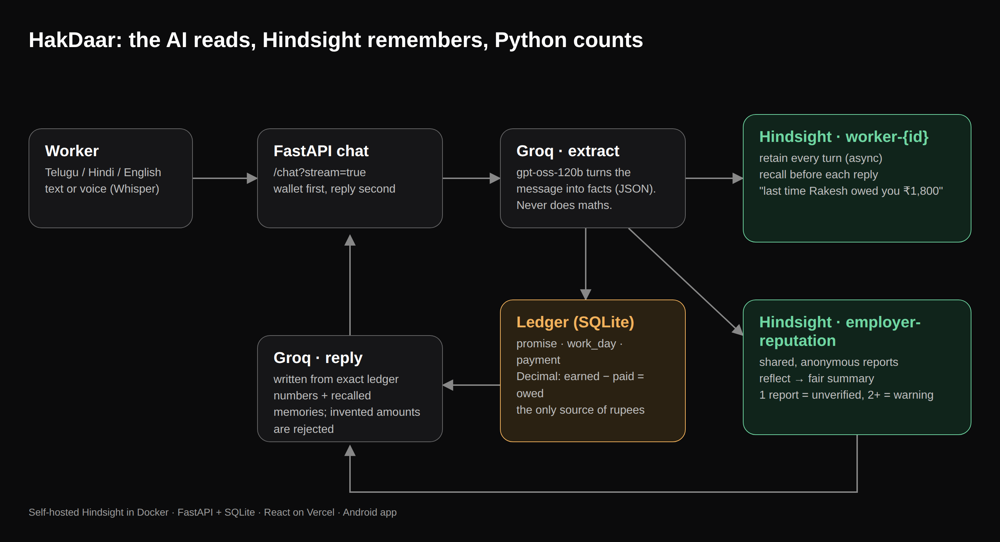 HakDaar: the AI reads, Hindsight remembers, Python counts
Worker
Telugu / Hindi / English
text or voice (Whisper)
FastAPI chat
/chat?stream=true
wallet first, reply second
Groq · extract
gpt-oss-120b turns the
message into facts (JSON).
Never does maths.
Hindsight · worker-{id}
retain every turn (async)
recall before each reply
"last time Rakesh owed you ₹1,800"
Groq · reply
written from exact ledger
numbers + recalled
memories; invented amounts
are rejected
Ledger (SQLite)
promise · work_day ·
payment
Decimal: earned − paid =
owed
the only source of rupees
Hindsight · employer-
reputation
shared, anonymous reports
reflect → fair summary
1 report = unverified, 2+ = warning
Self-hosted Hindsight in Docker · FastAPI + SQLite · React on Vercel · Android app